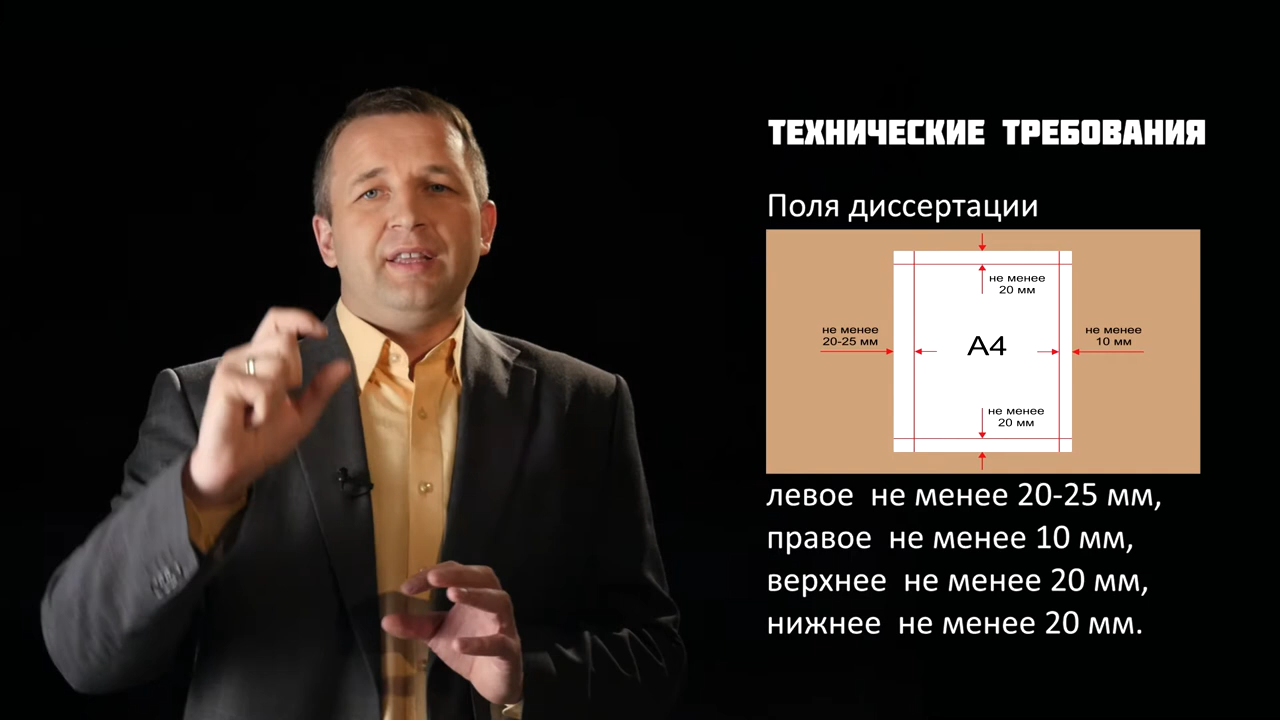 ТЕХНИЧЕСКИЕ ТРЕБОВАНИЯ
Поля диссертации
не менее
20 мм
не менее
20-25 мм
А4
не менее
10 мм
не менее
20 мм
левое не менее 20-25 мм,
правое не менее 10 мм,
верхнее не менее 20 мм,
нижнее не менее 20 мм.